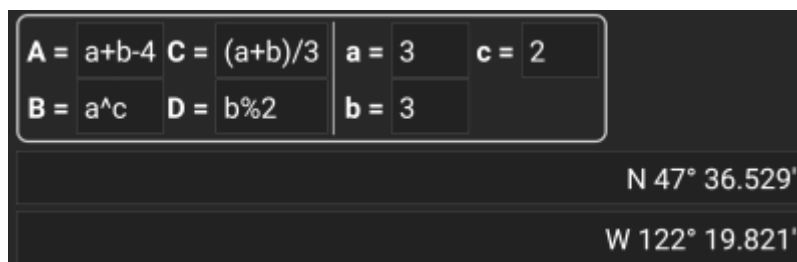 A = a+b-4 C = (a+b)/3 a = 3 c = 2
B = a^c D = b%2 b = 3
N 47° 36.529'
W 122° 19.821'